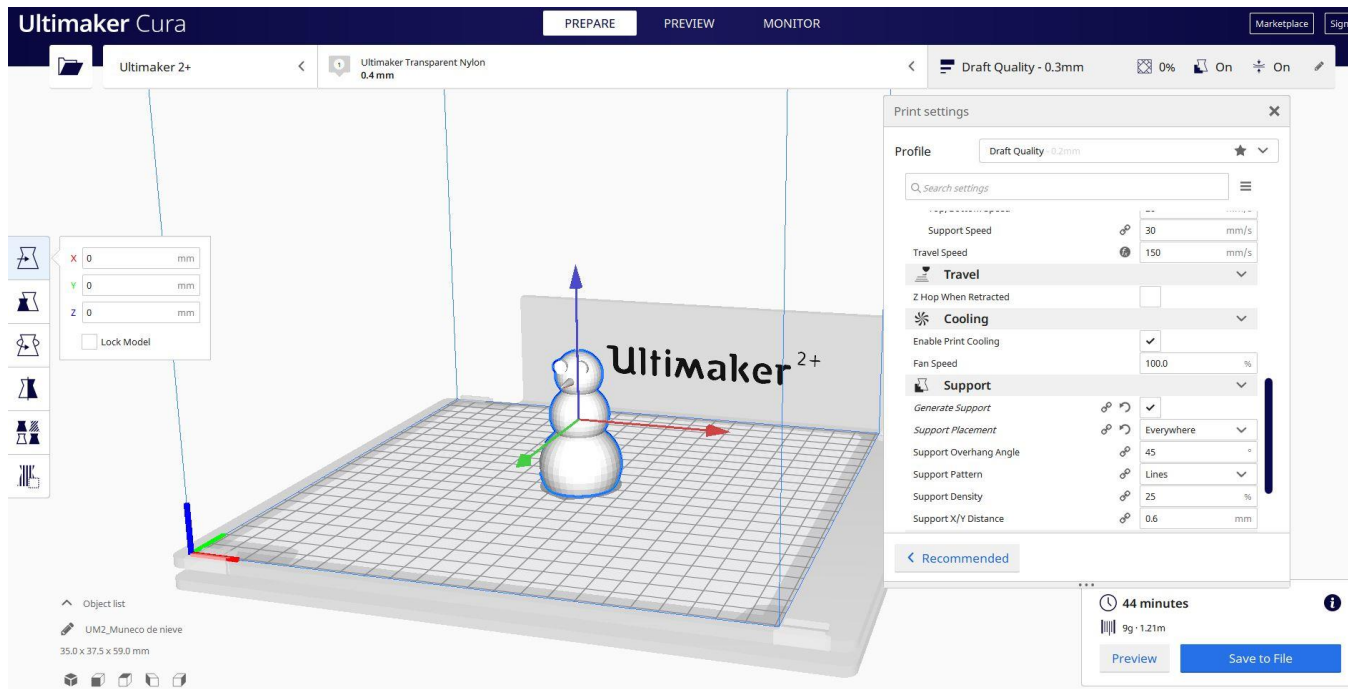 Ultimaker Cura
PREPARE PREVIEW MONITOR
Marketplace
Sign
Ultimaker 2+
1
Ultimaker Transparent Nylon
0.4 mm
Draft Quality - 0.3mm
0%
On
On
Print settings
Profile
Draft Quality - 0.2mm
Search settings
Support Speed 30 mm/s
Travel Speed 150 mm/s
Travel
Z Hop When Retracted
Cooling
Enable Print Cooling
Fan Speed 100.0 %
Support
Generate Support
Support Placement Everywhere
Support Overhang Angle 45 °
Support Pattern Lines
Support Density 25 %
Support X/Y Distance 0.6 mm
Recommended
X 0 mm
Y 0 mm
Z 0 mm
Lock Model
Ultimaker 2+
Object list
UM2_Muneco de nieve
35.0 x 37.5 x 59.0 mm
44 minutes
9g · 1.21m
Preview
Save to File